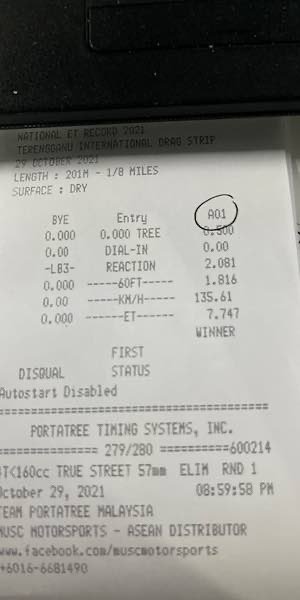 NATIONAL ET RECORD 2021
TERENGGANU INTERNATIONAL DRAG STRIP
29 OCTOBER 2021
LENGTH : 201M - 1/8 MILES
SURFACE : DRY
BYE Entry A01
0.000 0.000 TREE 0.500
0.00 DIAL-IN 0.00
-LB3- REACTION 2.081
0.000 -----60FT----- 1.816
0.00 -----KM/H----- 135.61
0.000 ------ET----- 7.747
WINNER
FIRST
DISQUAL STATUS
Autostart Disabled
========================================
PORTATREE TIMING SYSTEMS, INC.
============== 279/280 ==========600214
4T<160cc TRUE STREET 57mm ELIM RND 1
October 29, 2021 08:59:58 PM
TEAM PORTATREE MALAYSIA
MUSC MOTORSPORTS - ASEAN DISTRIBUTOR
www.facebook.com/muscmotorsports
+6016-6681490